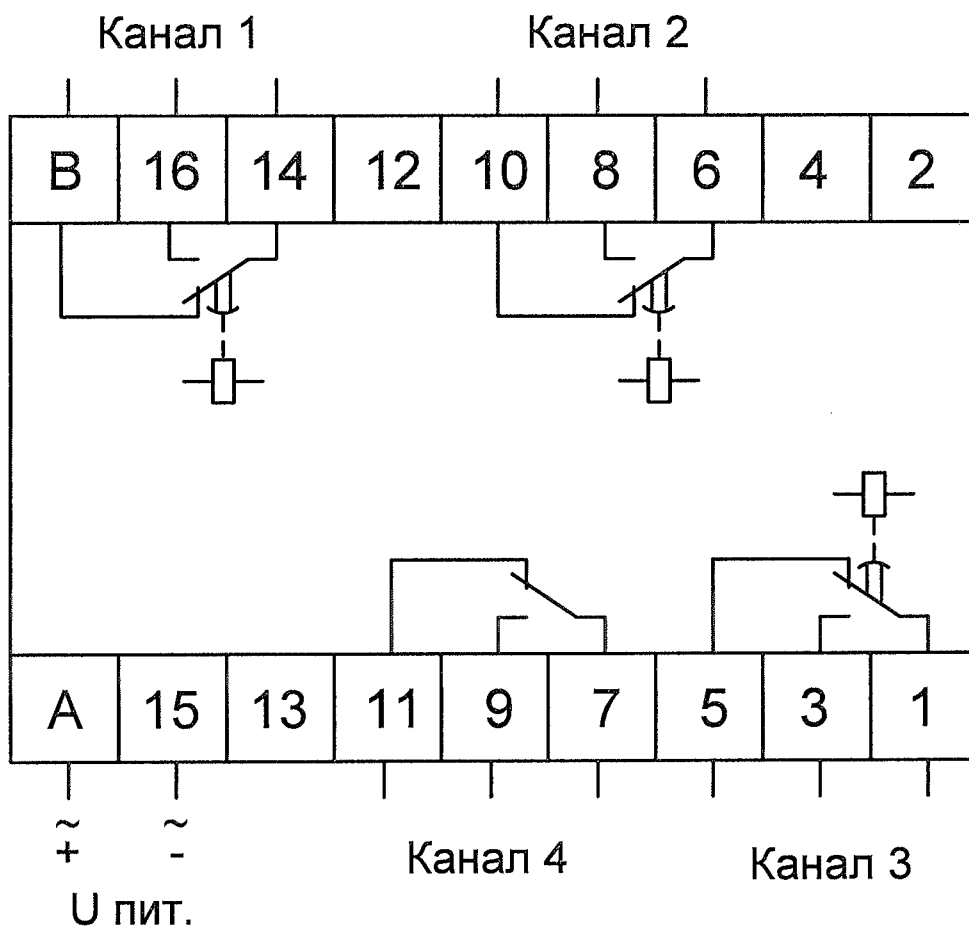 Канал 1 Канал 2
В 16 14 12 10 8 6 4 2
А 15 13 11 9 7 5 3 1
~ ~
+ -
Канал 4 Канал 3
U пит.